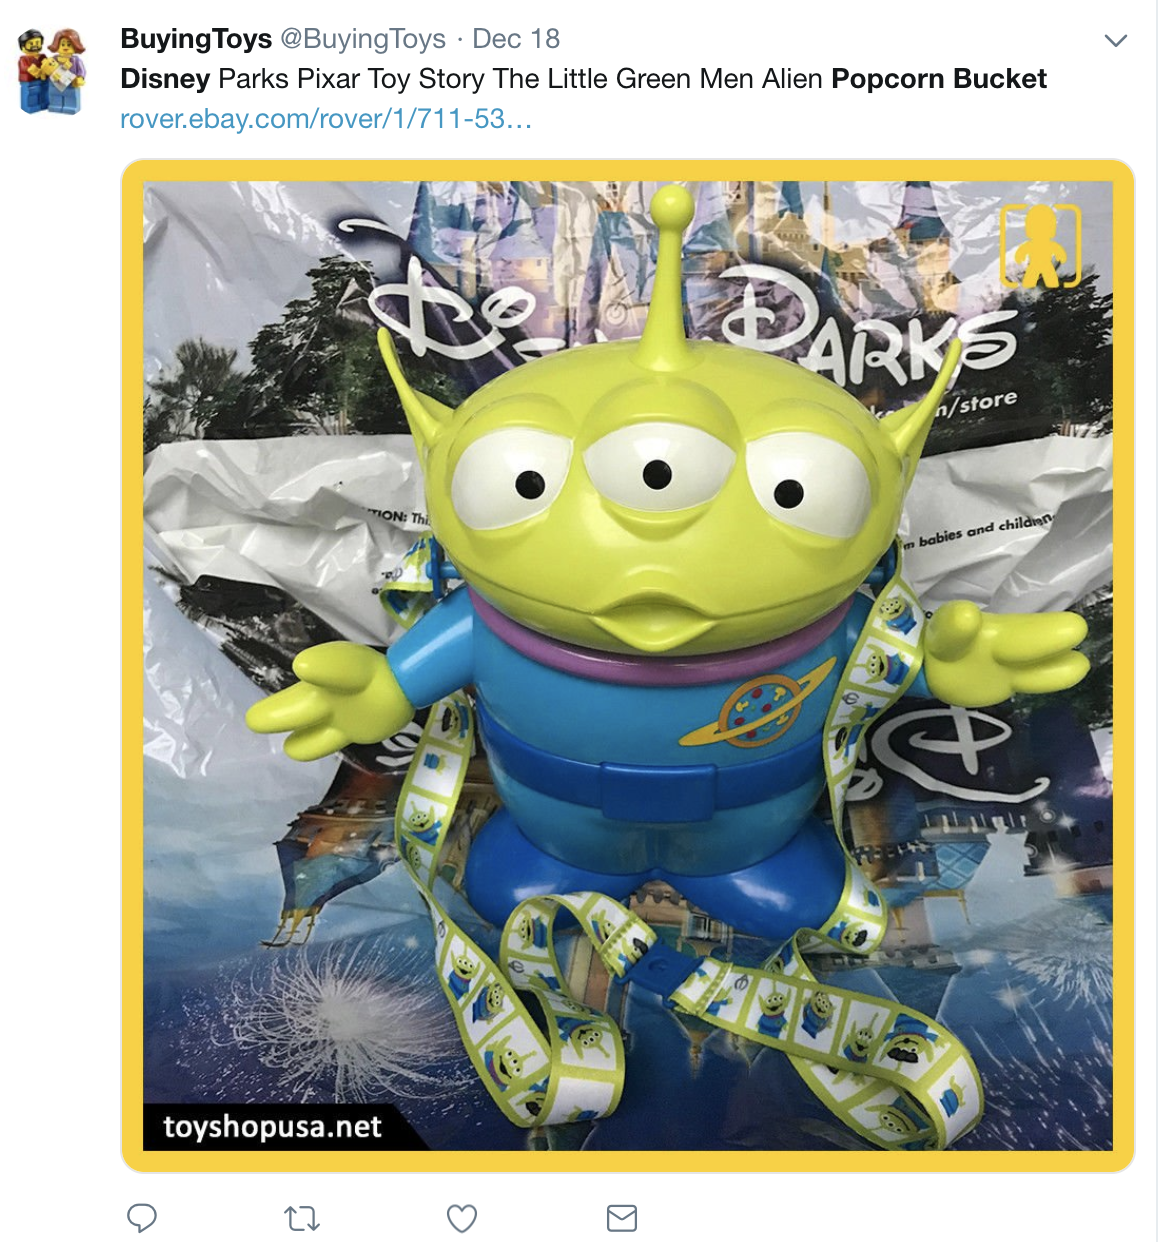 BuyingToys @BuyingToys · Dec 18
Disney Parks Pixar Toy Story The Little Green Men Alien Popcorn Bucket
rover.ebay.com/rover/1/711-53…
PARKS
/store
babies and children
toyshopusa.net